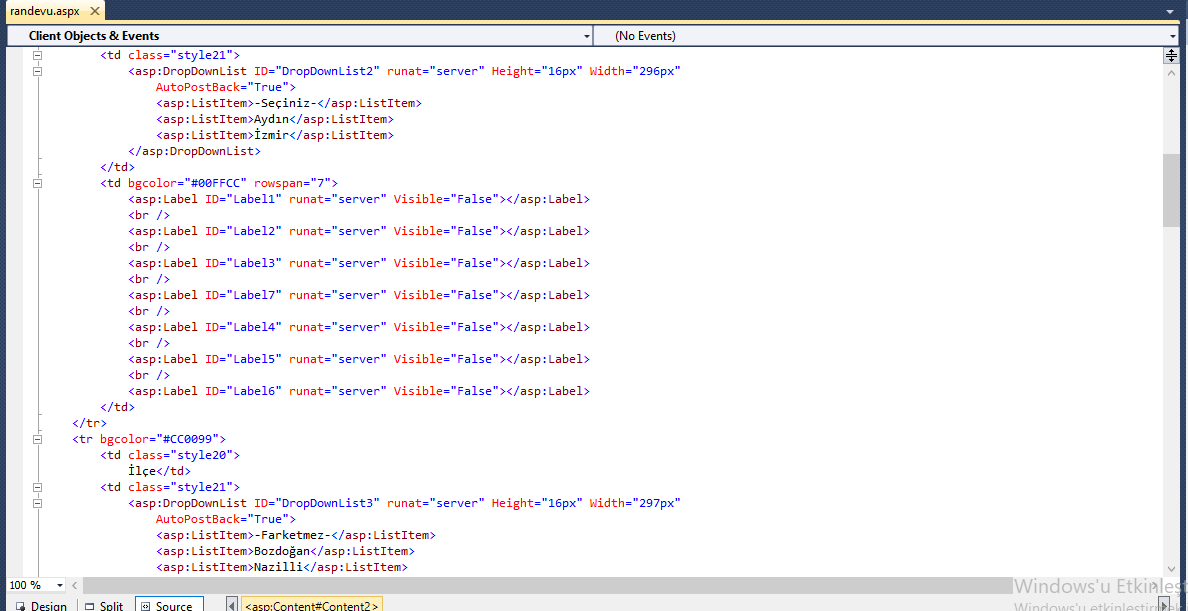 randevu.aspx
Client Objects & Events
(No Events)
<td class="style21">
<asp:DropDownList ID="DropDownList2" runat="server" Height="16px" Width="296px"
AutoPostBack="True">
<asp:ListItem>-Seçiniz-</asp:ListItem>
<asp:ListItem>Aydın</asp:ListItem>
<asp:ListItem>İzmir</asp:ListItem>
</asp:DropDownList>
</td>
<td bgcolor="#00FFCC" rowspan="7">
<asp:Label ID="Label1" runat="server" Visible="False"></asp:Label>
<br />
<asp:Label ID="Label2" runat="server" Visible="False"></asp:Label>
<br />
<asp:Label ID="Label3" runat="server" Visible="False"></asp:Label>
<br />
<asp:Label ID="Label7" runat="server" Visible="False"></asp:Label>
<br />
<asp:Label ID="Label4" runat="server" Visible="False"></asp:Label>
<br />
<asp:Label ID="Label5" runat="server" Visible="False"></asp:Label>
<br />
<asp:Label ID="Label6" runat="server" Visible="False"></asp:Label>
</td>
</tr>
<tr bgcolor="#CC0099">
<td class="style20">
İlçe</td>
<td class="style21">
<asp:DropDownList ID="DropDownList3" runat="server" Height="16px" Width="297px"
AutoPostBack="True">
<asp:ListItem>-Farketmez-</asp:ListItem>
<asp:ListItem>Bozdoğan</asp:ListItem>
<asp:ListItem>Nazilli</asp:ListItem>
100 %
Windows'u Etkinleşt
Design Split Source <asp:Content#Content2>
Windows'u etkinleştirmek